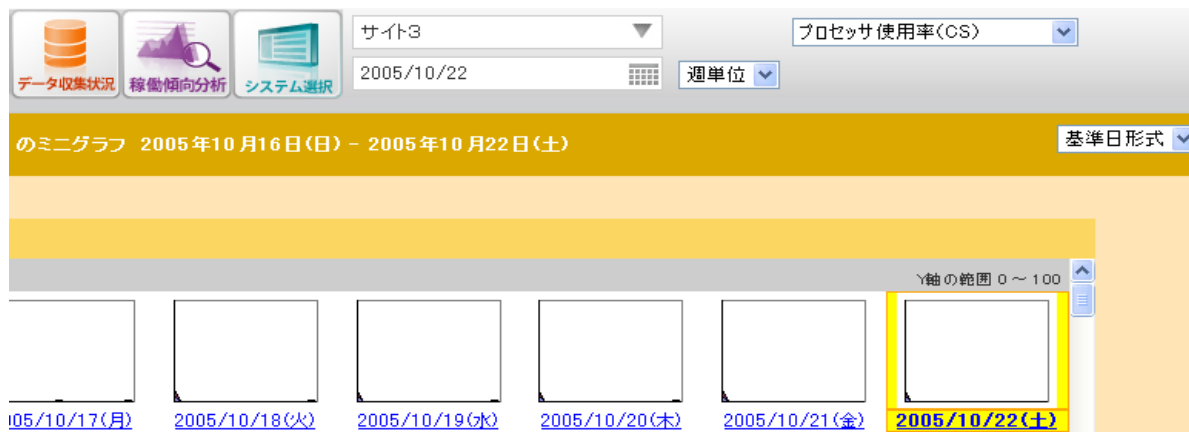 サイト3
プロセッサ使用率(CS)
データ収集状況
稼働傾向分析
システム選択
2005/10/22
週単位
のミニグラフ 2005年10月16日(日) - 2005年10月22日(土)
基準日形式
Y軸の範囲 0 ～ 100
005/10/17(月)
2005/10/18(火)
2005/10/19(水)
2005/10/20(木)
2005/10/21(金)
2005/10/22(土)